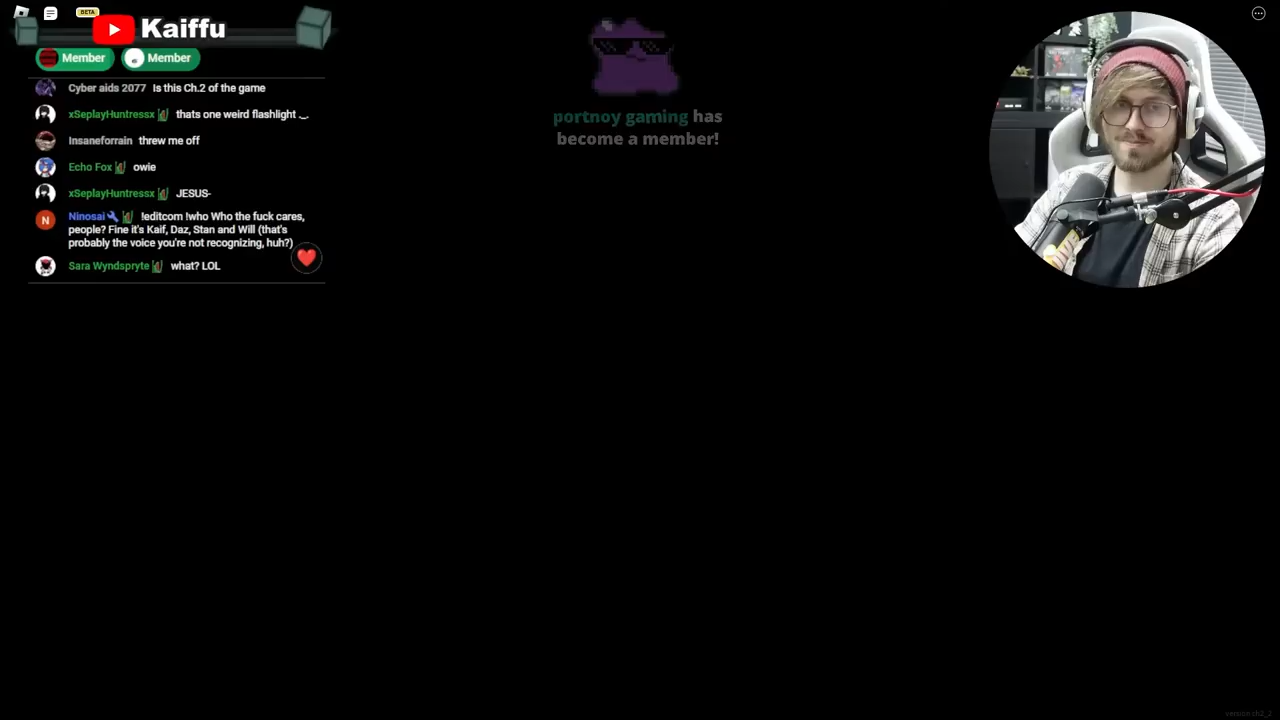 BETA
Kaiffu
Member Member
Cyber aids 2077 Is this Ch.2 of the game
xSeplayHuntressx thats one weird flashlight
Insaneforrain threw me off
Echo Fox owie
xSeplayHuntressx JESUS-
N Ninosai !editcom !who Who the fuck cares,
people? Fine it's Kaif, Daz, Stan and Will (that's
probably the voice you're not recognizing, huh?)
Sara Wyndspryte what? LOL
portnoy gaming has
become a member!
version ch2_2